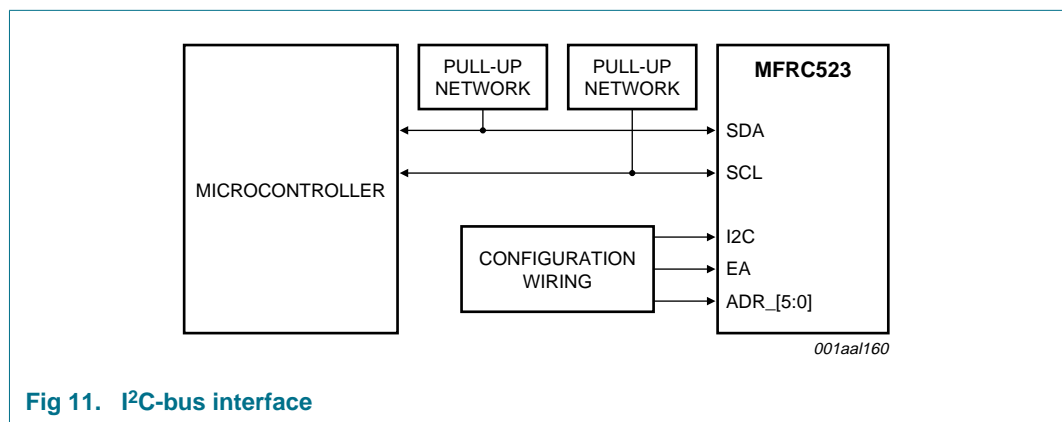 PULL-UP
NETWORK
PULL-UP
NETWORK
MFRC523
SDA
SCL
MICROCONTROLLER
I2C
CONFIGURATION
WIRING
EA
ADR_[5:0]
001aal160
Fig 11. I²C-bus interface